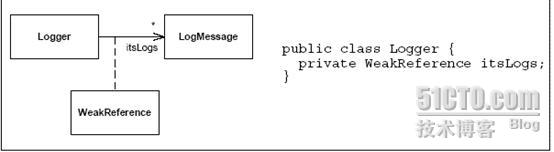 Logger
*
itsLogs
LogMessage
WeakReference
public class Logger {
private WeakReference itsLogs;
}
51CTO.com
技术博客 Blog